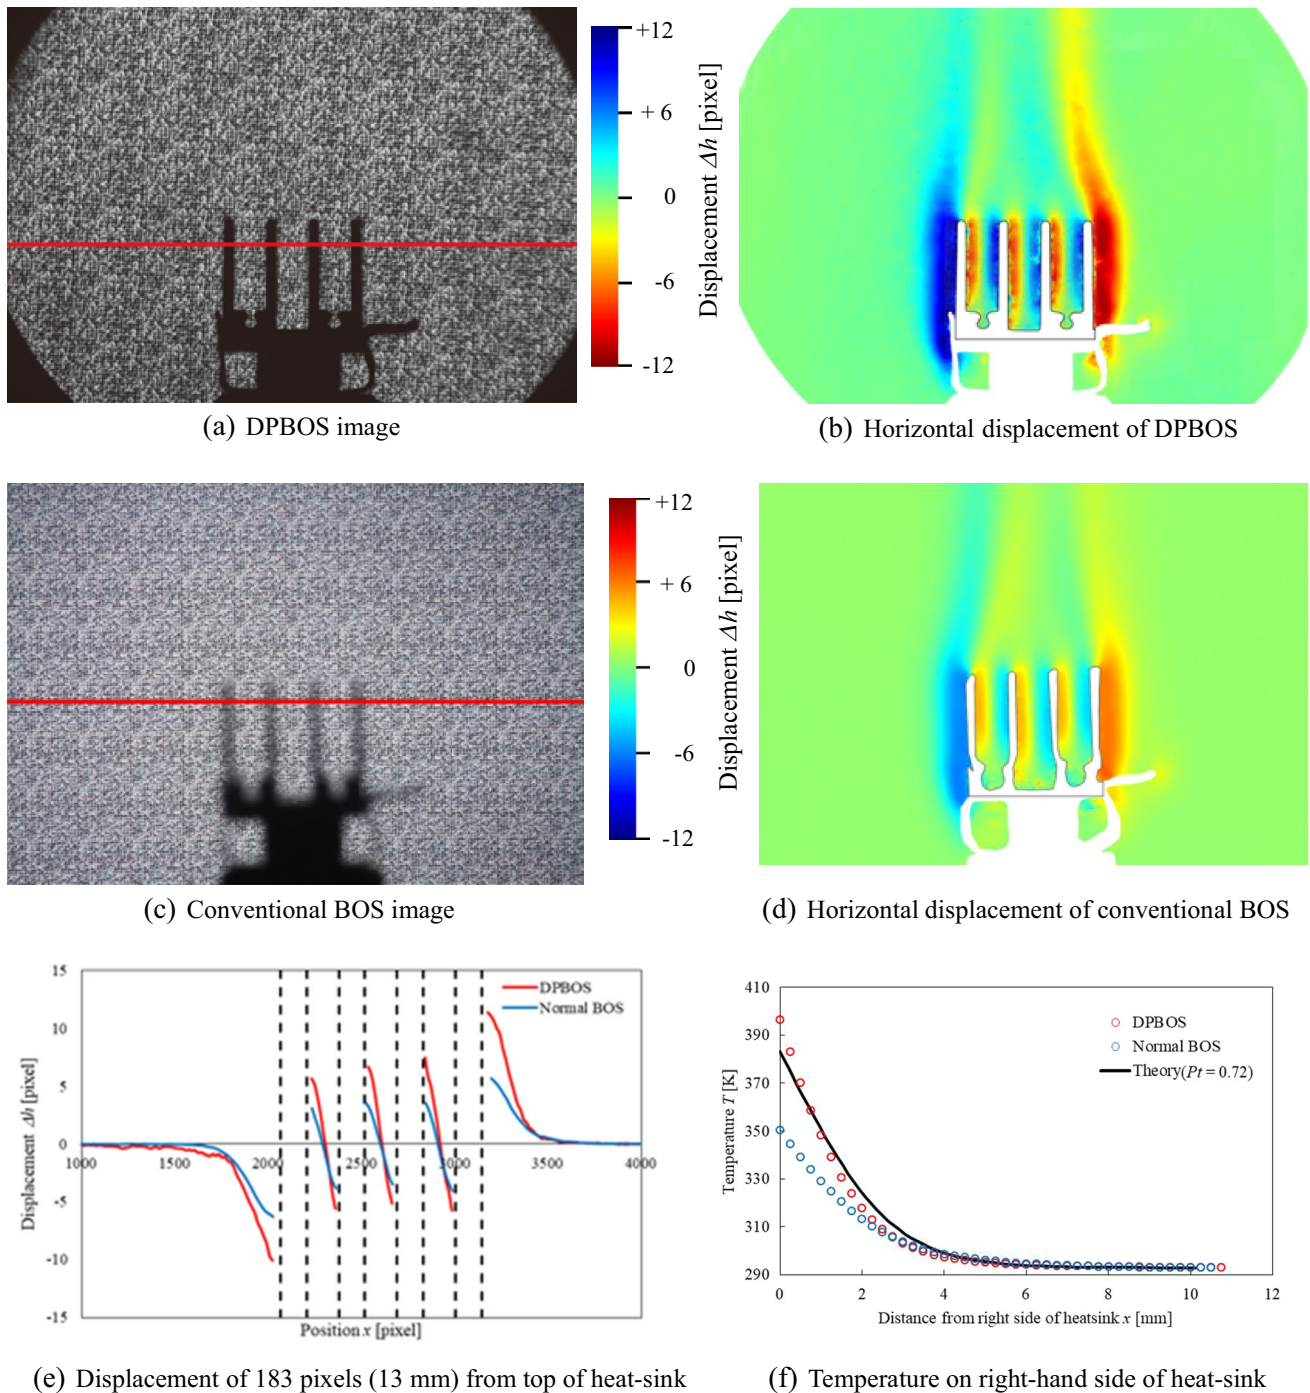 +12
+ 6
0
-6
-12
Displacement Δh [pixel]
(a) DPBOS image
(b) Horizontal displacement of DPBOS
+12
+ 6
0
-6
-12
Displacement Δh [pixel]
(c) Conventional BOS image
(d) Horizontal displacement of conventional BOS
15
10
5
0
-5
-10
-15
1000
1500
2000
2500
3000
3500
4000
DPBOS
Normal BOS
Displacement Δh [pixel]
Position x [pixel]
(e) Displacement of 183 pixels (13 mm) from top of heat-sink
410
390
370
350
330
310
290
0
2
4
6
8
10
12
DPBOS
Normal BOS
Theory(Pt = 0.72)
Temperature T [K]
Distance from right side of heatsink x [mm]
(f) Temperature on right-hand side of heat-sink